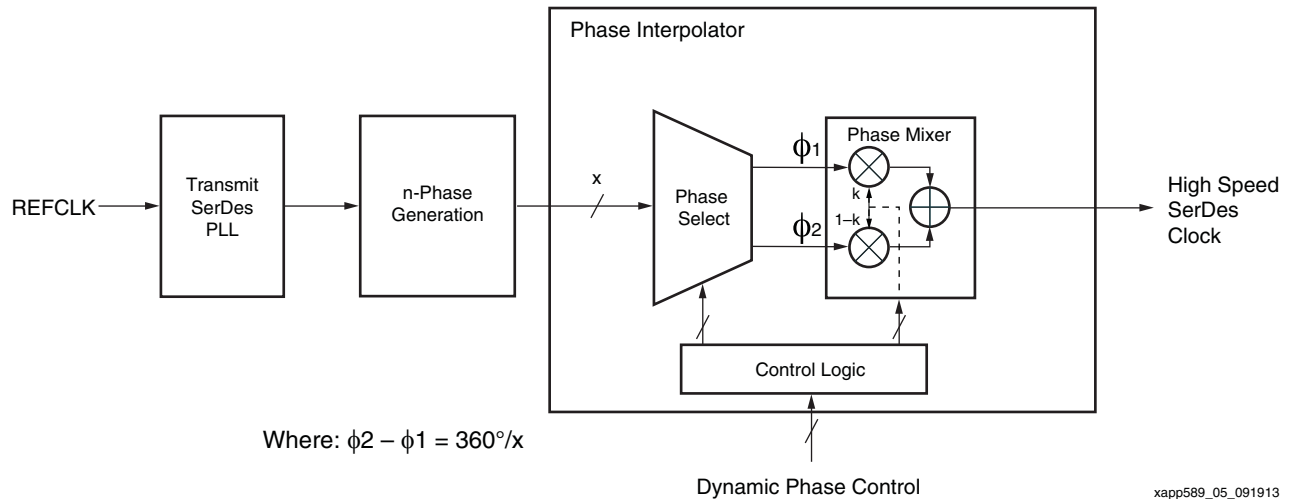 Phase Interpolator
REFCLK
Transmit
SerDes
PLL
n-Phase
Generation
x
Phase
Select
ϕ1
ϕ2
Phase Mixer
k
1–k
High Speed
SerDes
Clock
Control Logic
Where: ϕ2 – ϕ1 = 360°/x
Dynamic Phase Control
xapp589_05_091913